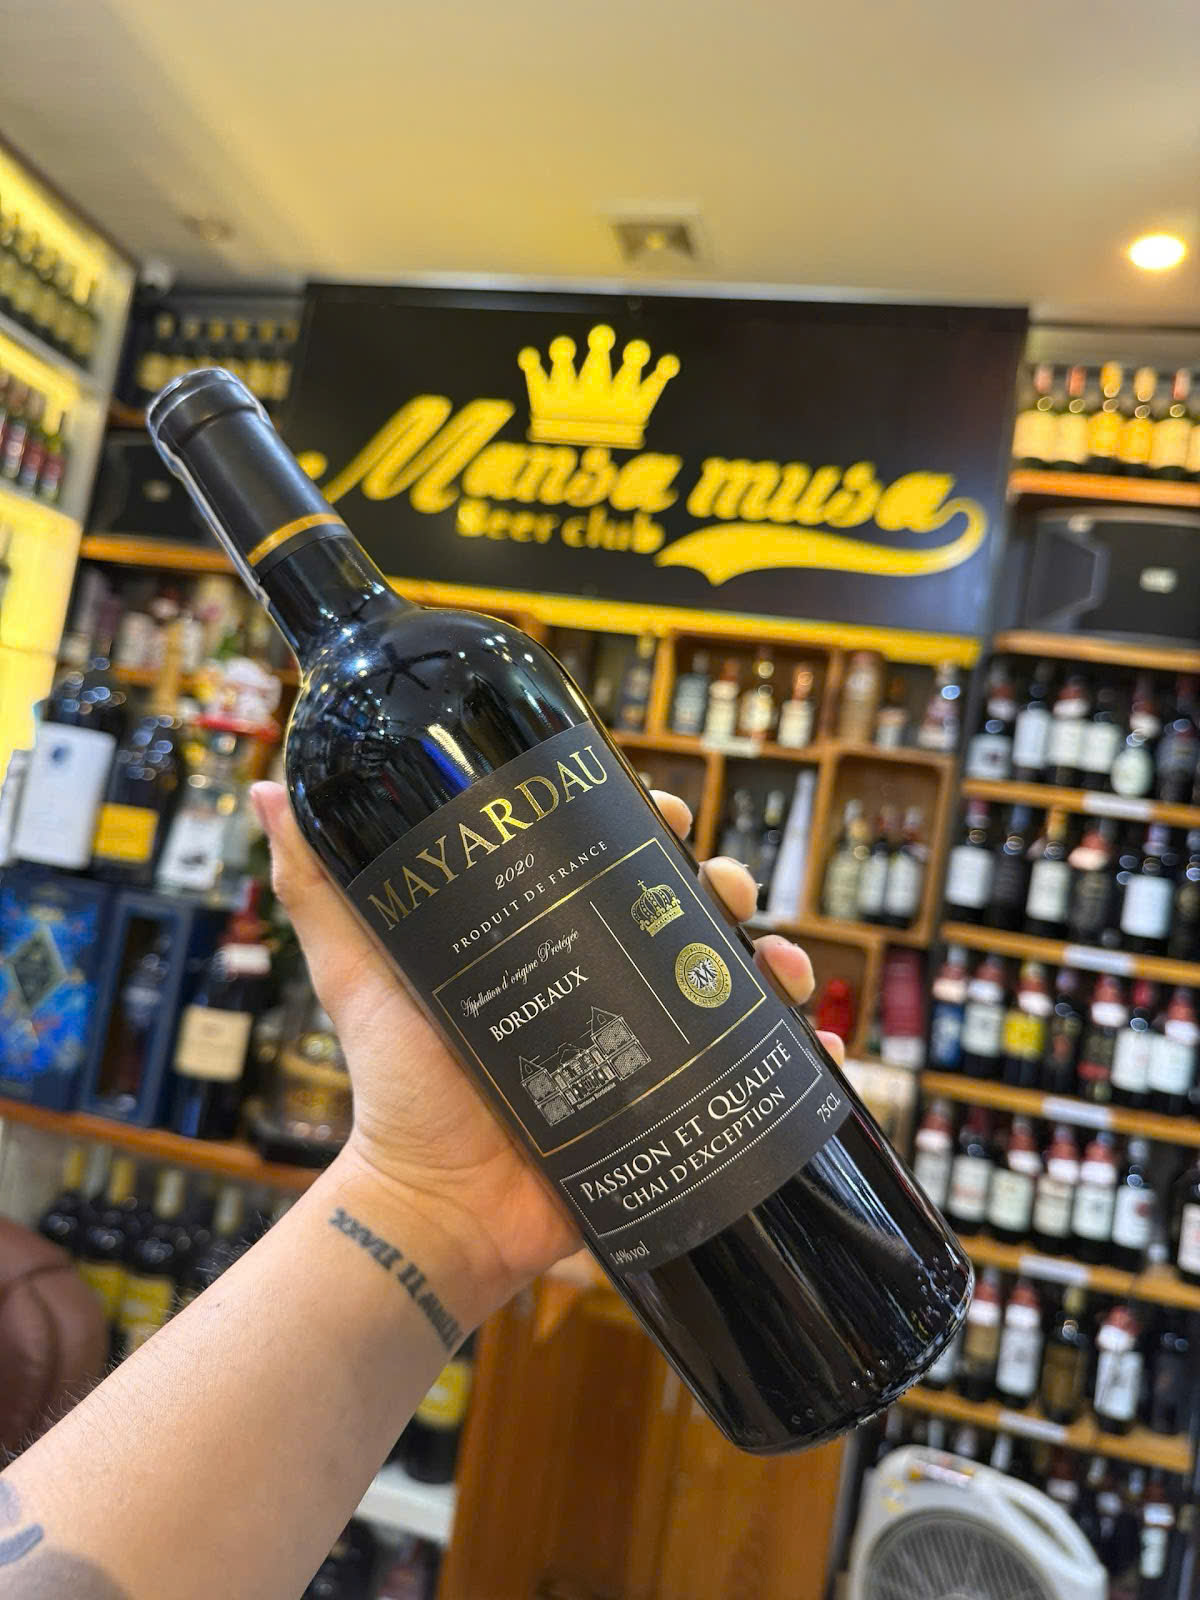 Mansa musa
Beer club
MAYARDAU
2020
PRODUIT DE FRANCE
Appellation d'origine Protégée
BORDEAUX
M
PASSION ET QUALITÉ
CHAI D'EXCEPTION
14%vol
75CL